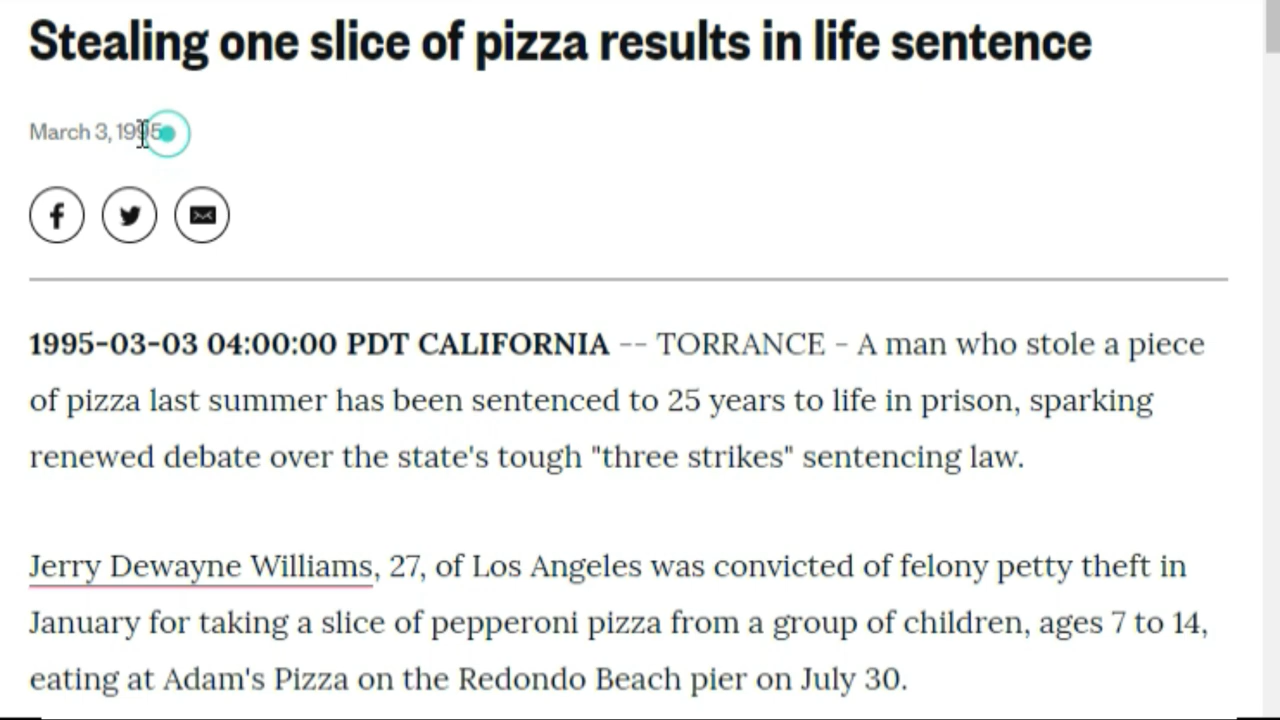 Stealing one slice of pizza results in life sentence
March 3, 1995
1995-03-03 04:00:00 PDT CALIFORNIA -- TORRANCE - A man who stole a piece
of pizza last summer has been sentenced to 25 years to life in prison, sparking
renewed debate over the state's tough "three strikes" sentencing law.
Jerry Dewayne Williams, 27, of Los Angeles was convicted of felony petty theft in
January for taking a slice of pepperoni pizza from a group of children, ages 7 to 14,
eating at Adam's Pizza on the Redondo Beach pier on July 30.